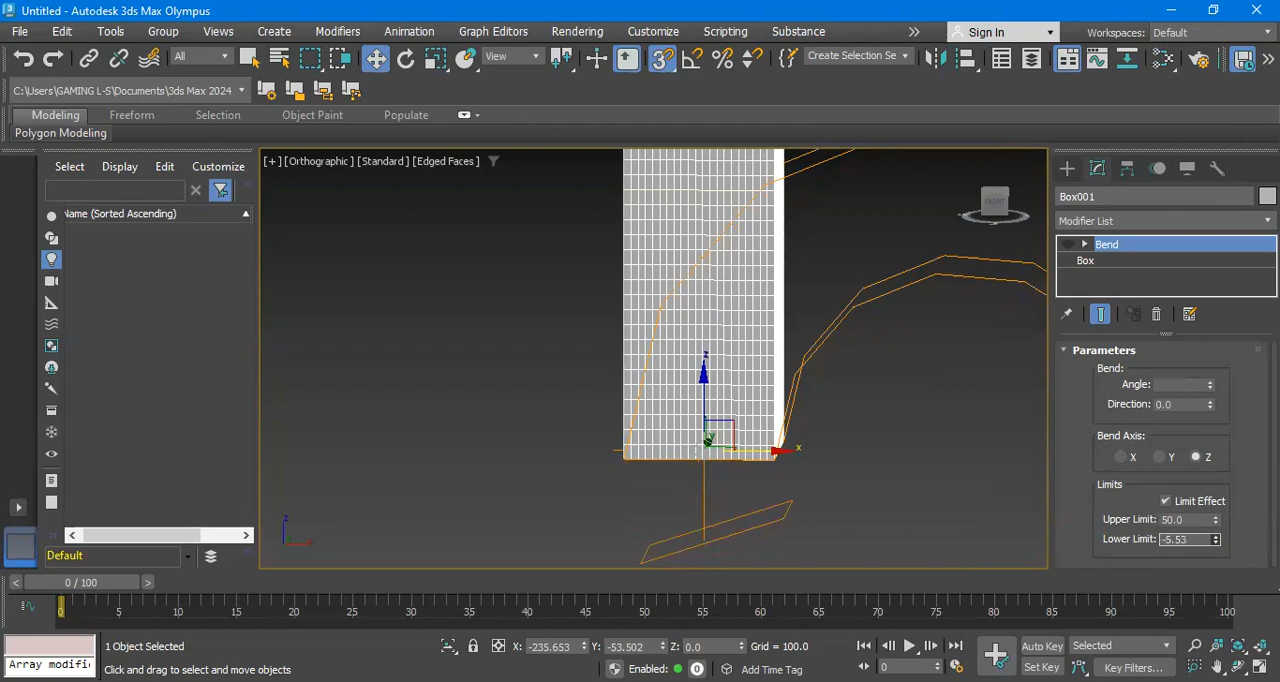 Untitled - Autodesk 3ds Max Olympus
File Edit Tools Group Views Create Modifiers Animation Graph Editors Rendering Customize Scripting Substance Sign In Workspaces: Default
All View Create Selection Se
C:\Users\GAMING L-S\Documents\3ds Max 2024
Modeling Freeform Selection Object Paint Populate
Polygon Modeling
Select Display Edit Customize
[+] [Orthographic ] [Standard ] [Edged Faces ]
FRONT
Name (Sorted Ascending)
Box001
Modifier List
Bend
Box
Parameters
Bend:
Angle:
Direction: 0.0
Bend Axis:
X Y Z
Limits
Limit Effect
Upper Limit: 50.0
Lower Limit: -5.53
z
y
x
z
Default
0 / 100
0 5 10 15 20 25 30 35 40 45 50 55 60 65 70 75 80 85 90 95 100
1 Object Selected X: -235.653 Y: -53.502 Z: 0.0 Grid = 100.0 Auto Key Selected
Array modifi Click and drag to select and move objects Enabled: 0 Add Time Tag 0 Set Key Key Filters...